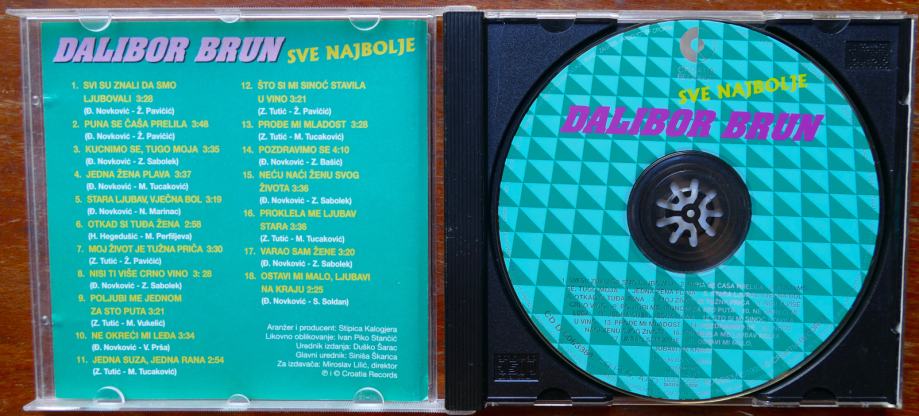 DALIBOR BRUN SVE NAJBOLJE
1. SVI SU ZNALI DA SMO
LJUBOVALI 3:28
(Đ. Novković - Ž. Pavičić)
2. PUNA SE ČAŠA PRELILA 3:48
(Đ. Novković - Ž. Pavičić)
3. KUCNIMO SE, TUGO MOJA 3:35
(Đ. Novković - Z. Sabolek)
4. JEDNA ŽENA PLAVA 3:37
(Đ. Novković - M. Tucaković)
5. STARA LJUBAV, VJEČNA BOL 3:19
(Đ. Novković - N. Marinac)
6. OTKAD SI TUĐA ŽENA 2:58
(H. Hegedušić - M. Perfiljeva)
7. MOJ ŽIVOT JE TUŽNA PRIČA 3:30
(Z. Tutić - Ž. Pavičić)
8. NISI TI VIŠE CRNO VINO 3:28
(Đ. Novković - Z. Sabolek)
9. POLJUBI ME JEDNOM
ZA STO PUTA 3:21
(Z. Tutić - M. Vukelić)
10. NE OKREĆI MI LEĐA 3:34
(Đ. Novković - V. Prša)
11. JEDNA SUZA, JEDNA RANA 2:54
(Z. Tutić - M. Tucaković)
12. ŠTO SI MI SINOĆ STAVILA
U VINO 3:21
(Z. Tutić - Ž. Pavičić)
13. PROĐE MI MLADOST 3:28
(Z. Tutić - M. Tucaković)
14. POZDRAVIMO SE 4:10
(Đ. Novković - Ž. Bašić)
15. NEĆU NAĆI ŽENU SVOG
ŽIVOTA 3:36
(Đ. Novković - Z. Sabolek)
16. PROKLELA ME LJUBAV
STARA 3:36
(Z. Tutić - M. Tucaković)
17. VARAO SAM ŽENE 3:20
(Đ. Novković - Z. Sabolek)
18. OSTAVI MI MALO, LJUBAVI
NA KRAJU 2:25
(Đ. Novković - S. Soldan)
Aranžer i producent: Stipica Kalogjera
Likovno oblikovanje: Ivan Piko Stančić
Urednik izdanja: Duško Šarac
Glavni urednik: Siniša Škarica
Za izdavača: Miroslav Lilić, direktor
℗ i © Croatia Records
SVE NAJBOLJE
DALIBOR BRUN